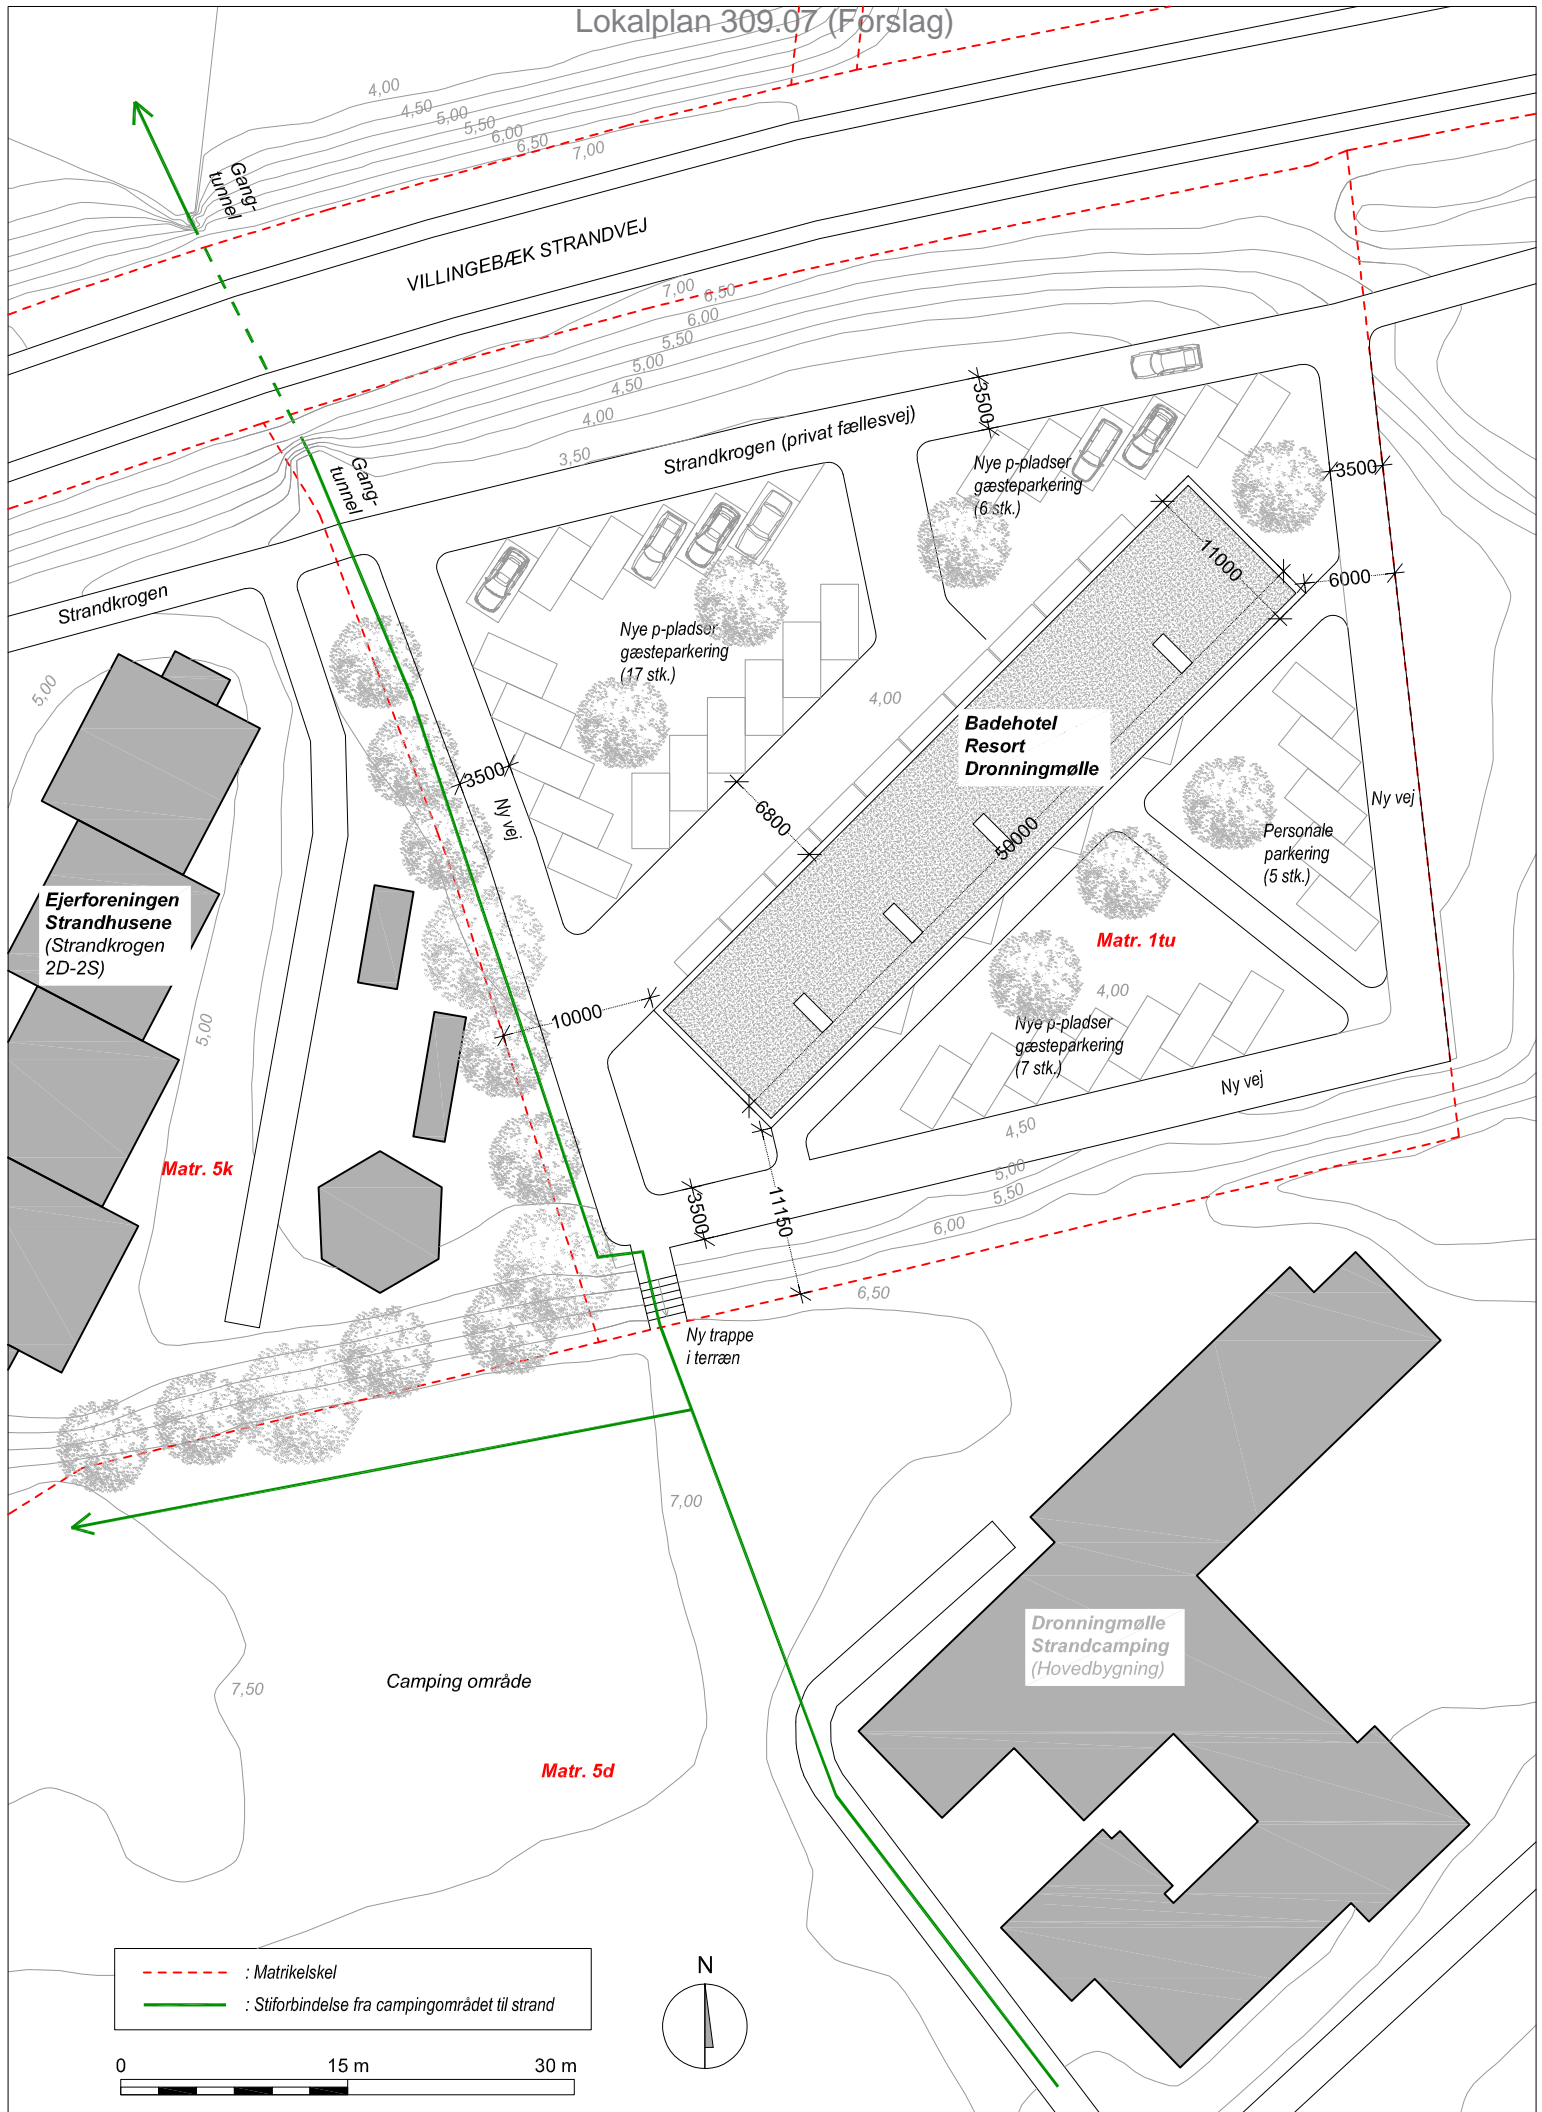 Lokalplan 309.07 (Forslag)
4,00
4,50
5,00
5,50
6,00
6,50
7,00
Gang-
tunnel
VILLINGEBÆK STRANDVEJ
7,00
6,50
6,00
5,50
5,00
4,50
4,00
3,50
Gang-
tunnel
Strandkrogen (privat fællesvej)
3500
Nye p-pladser
gæsteparkering
(6 stk.)
3500
11000
6000
Strandkrogen
Nye p-pladser
gæsteparkering
(17 stk.)
5,00
4,00
Badehotel
Resort
Dronningmølle
3500
Ny vej
6800
50000
Ny vej
Personale
parkering
(5 stk.)
Ejerforeningen
Strandhusene
(Strandkrogen
2D-2S)
Matr. 1tu
4,00
5,00
10000
Nye p-pladser
gæsteparkering
(7 stk.)
Ny vej
4,50
Matr. 5k
5,00
5,50
3500
11150
6,00
6,50
Ny trappe
i terræn
7,00
Dronningmølle
Strandcamping
(Hovedbygning)
Camping område
7,50
Matr. 5d
: Matrikelskel
: Stiforbindelse fra campingområdet til strand
N
0 15 m 30 m